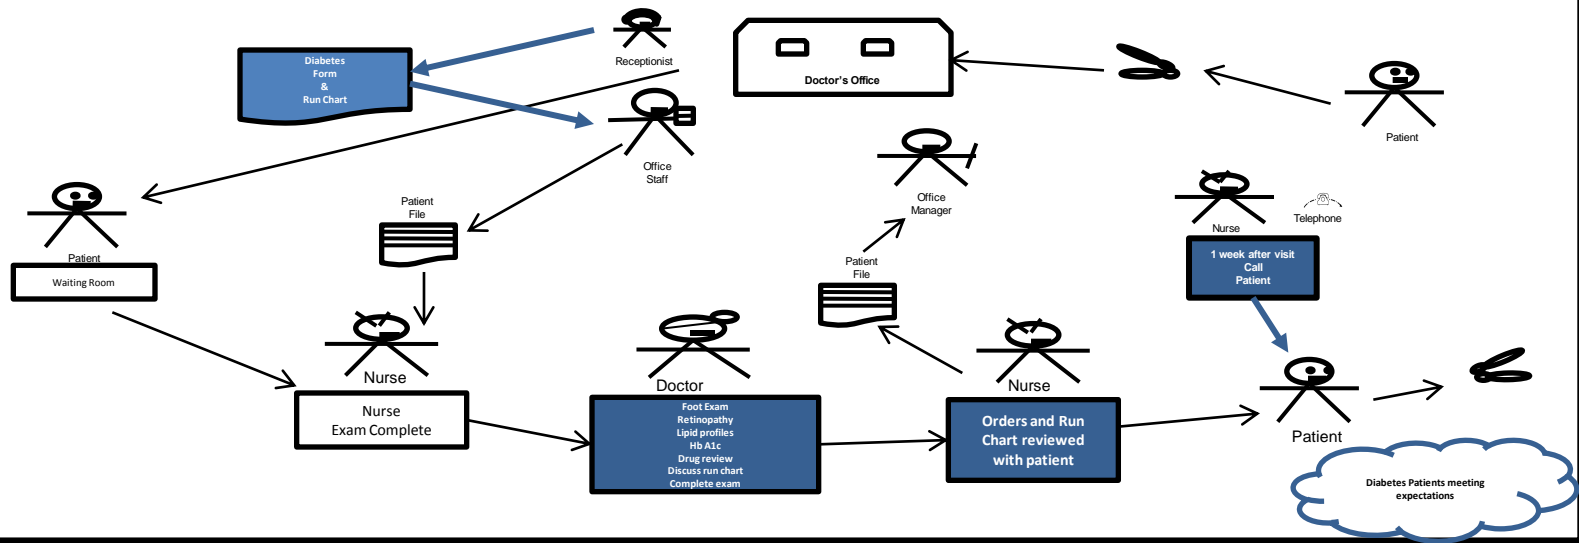 Receptionist
Diabetes
Form
&
Run Chart
Doctor's Office
Patient
Office
Staff
Office
Manager
Nurse
Telephone
Patient
File
Patient
Waiting Room
1 week after visit
Call
Patient
Patient
File
Nurse
Nurse
Exam Complete
Doctor
Foot Exam
Retinopathy
Lipid profiles
Hb A1c
Drug review
Discuss run chart
Complete exam
Nurse
Orders and Run
Chart reviewed
with patient
Patient
Diabetes Patients meeting
expectations